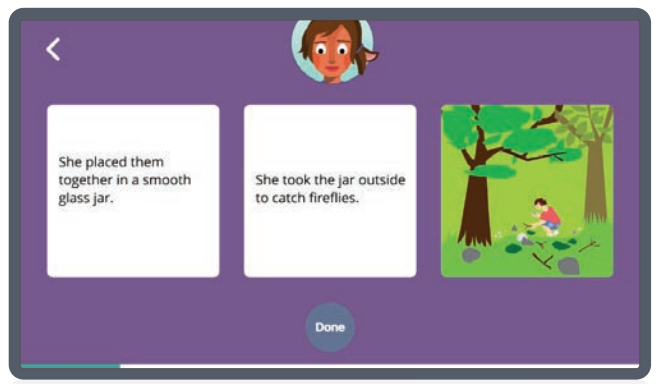 She placed them
together in a smooth
glass jar.
She took the jar outside
to catch fireflies.
Done